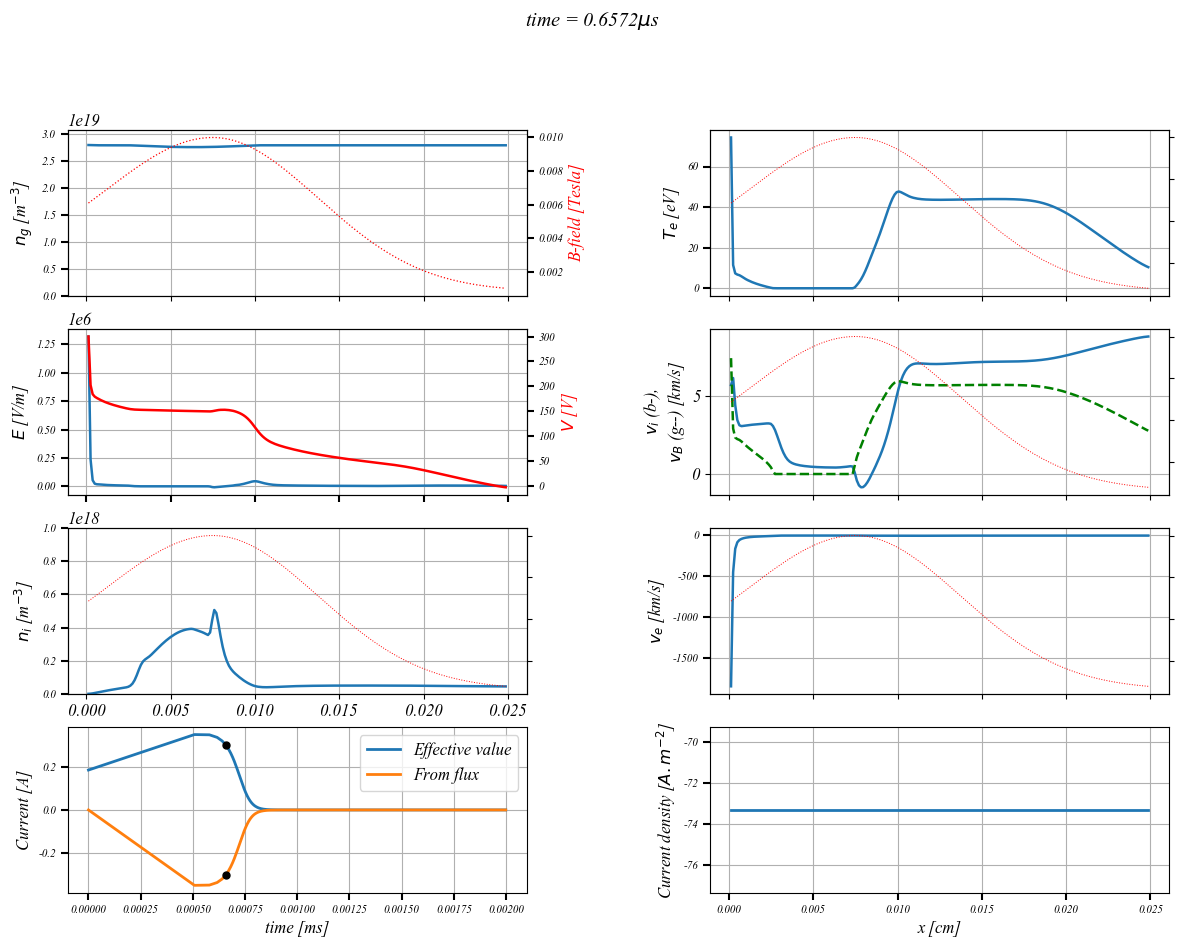 time = 0.6572μs
1e19
3.0
2.5
2.0
1.5
1.0
0.5
0.0
n_g [m^{-3}]
0.010
0.008
0.006
0.004
0.002
B-field [Tesla]
60
40
20
0
T_e [eV]
1e6
1.25
1.00
0.75
0.50
0.25
0.00
E [V/m]
300
250
200
150
100
50
0
V [V]
5
0
v_i (b-),
v_B (g--) [km/s]
1e18
1.0
0.8
0.6
0.4
0.2
0.0
n_i [m^{-3}]
0.000 0.005 0.010 0.015 0.020 0.025
0
-500
-1000
-1500
v_e [km/s]
0.2
0.0
-0.2
Current [A]
Effective value
From flux
0.00000 0.00025 0.00050 0.00075 0.00100 0.00125 0.00150 0.00175 0.00200
time [ms]
-70
-72
-74
-76
Current density [A.m^{-2}]
0.000 0.005 0.010 0.015 0.020 0.025
x [cm]